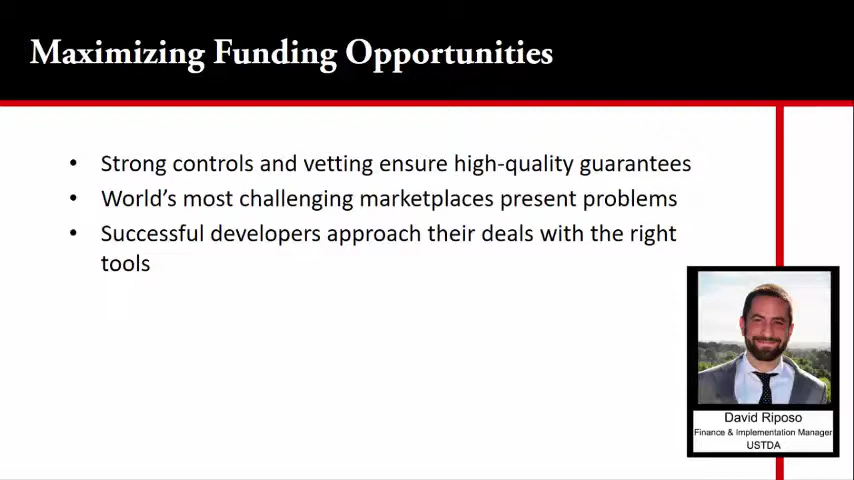 Maximizing Funding Opportunities
• Strong controls and vetting ensure high-quality guarantees
• World’s most challenging marketplaces present problems
• Successful developers approach their deals with the right
tools
David Riposo
Finance & Implementation Manager
USTDA